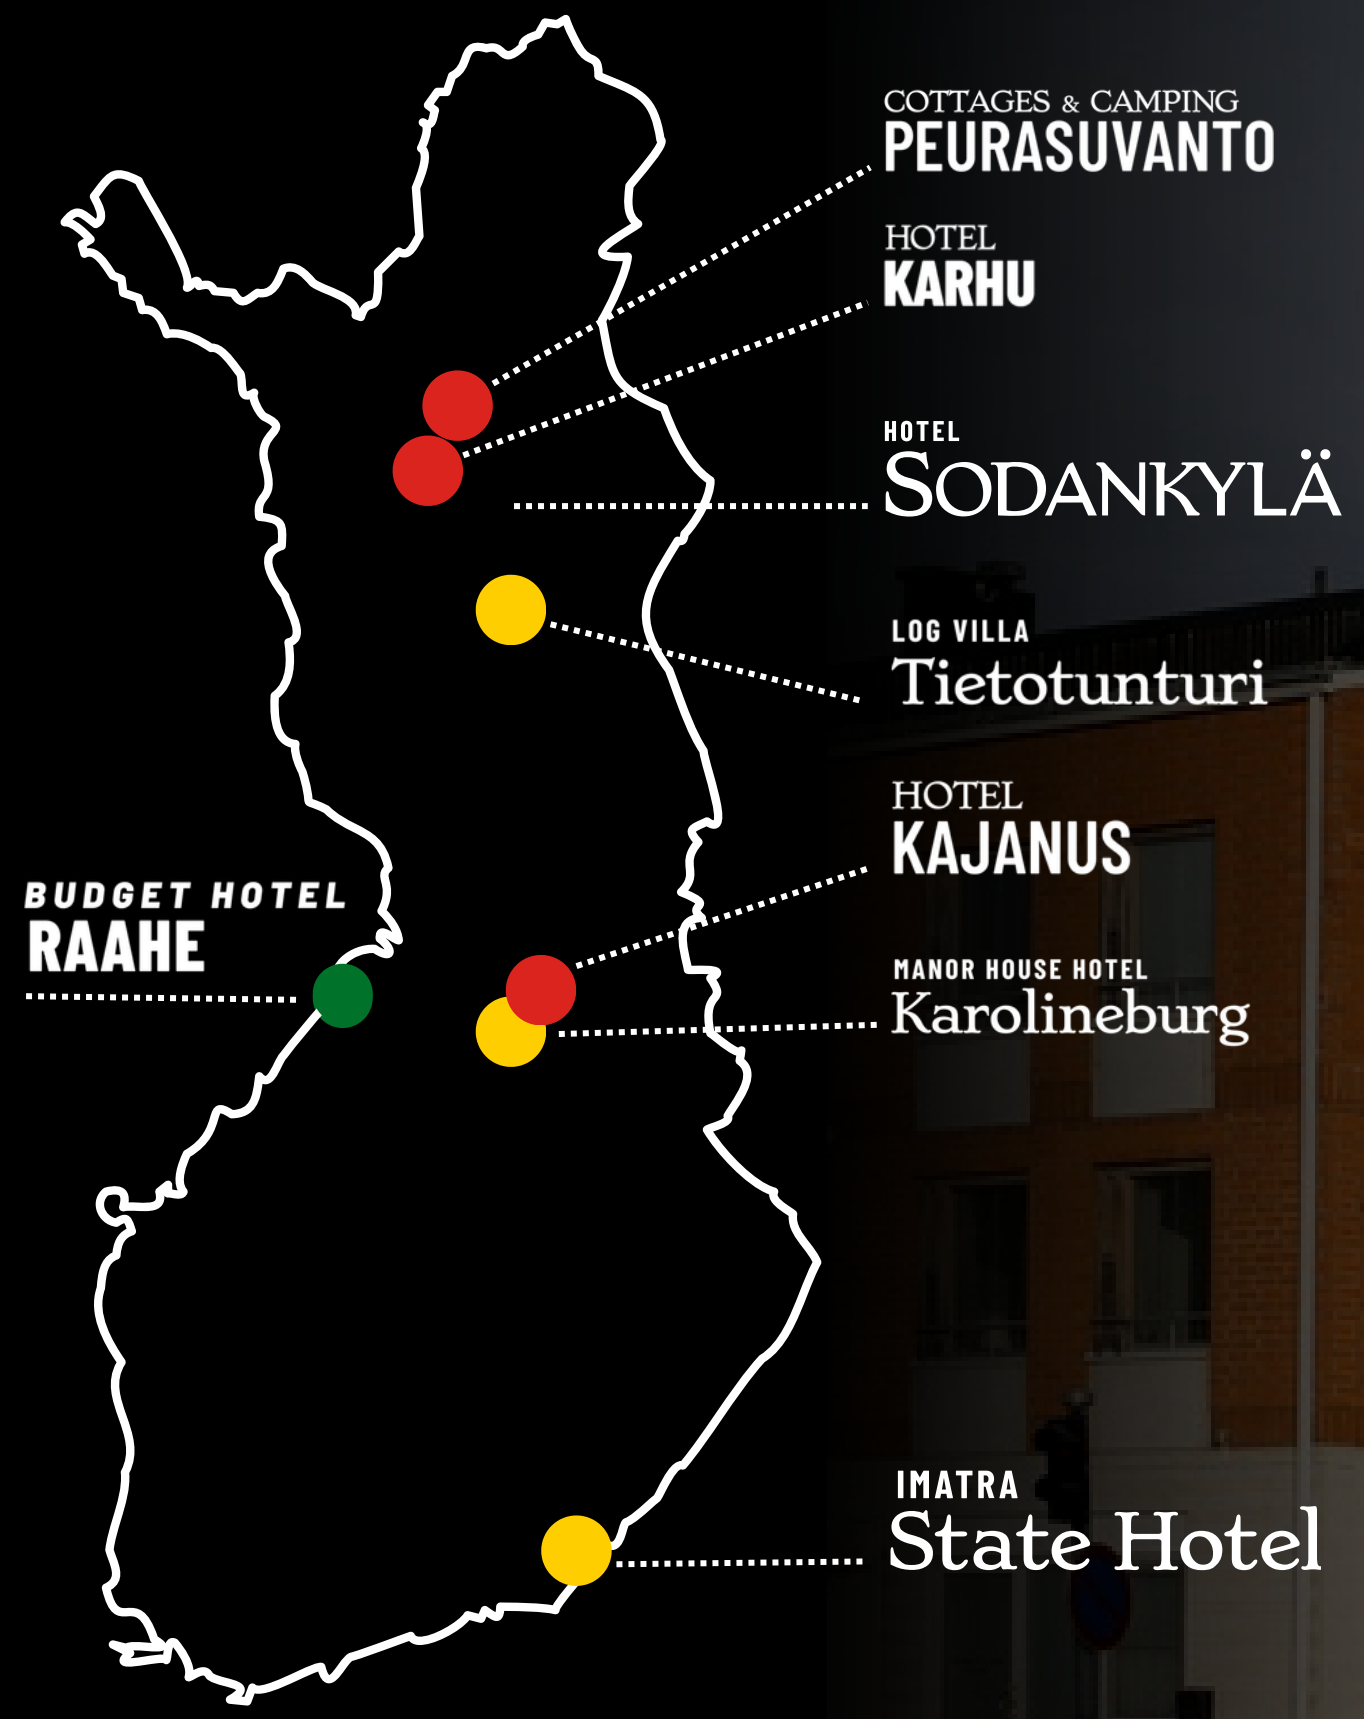 COTTAGES & CAMPING
PEURASUVANTO
HOTEL
KARHU
HOTEL
SODANKYLÄ
LOG VILLA
Tietotunturi
HOTEL
KAJANUS
BUDGET HOTEL
RAAHE
MANOR HOUSE HOTEL
Karolineburg
IMATRA
State Hotel